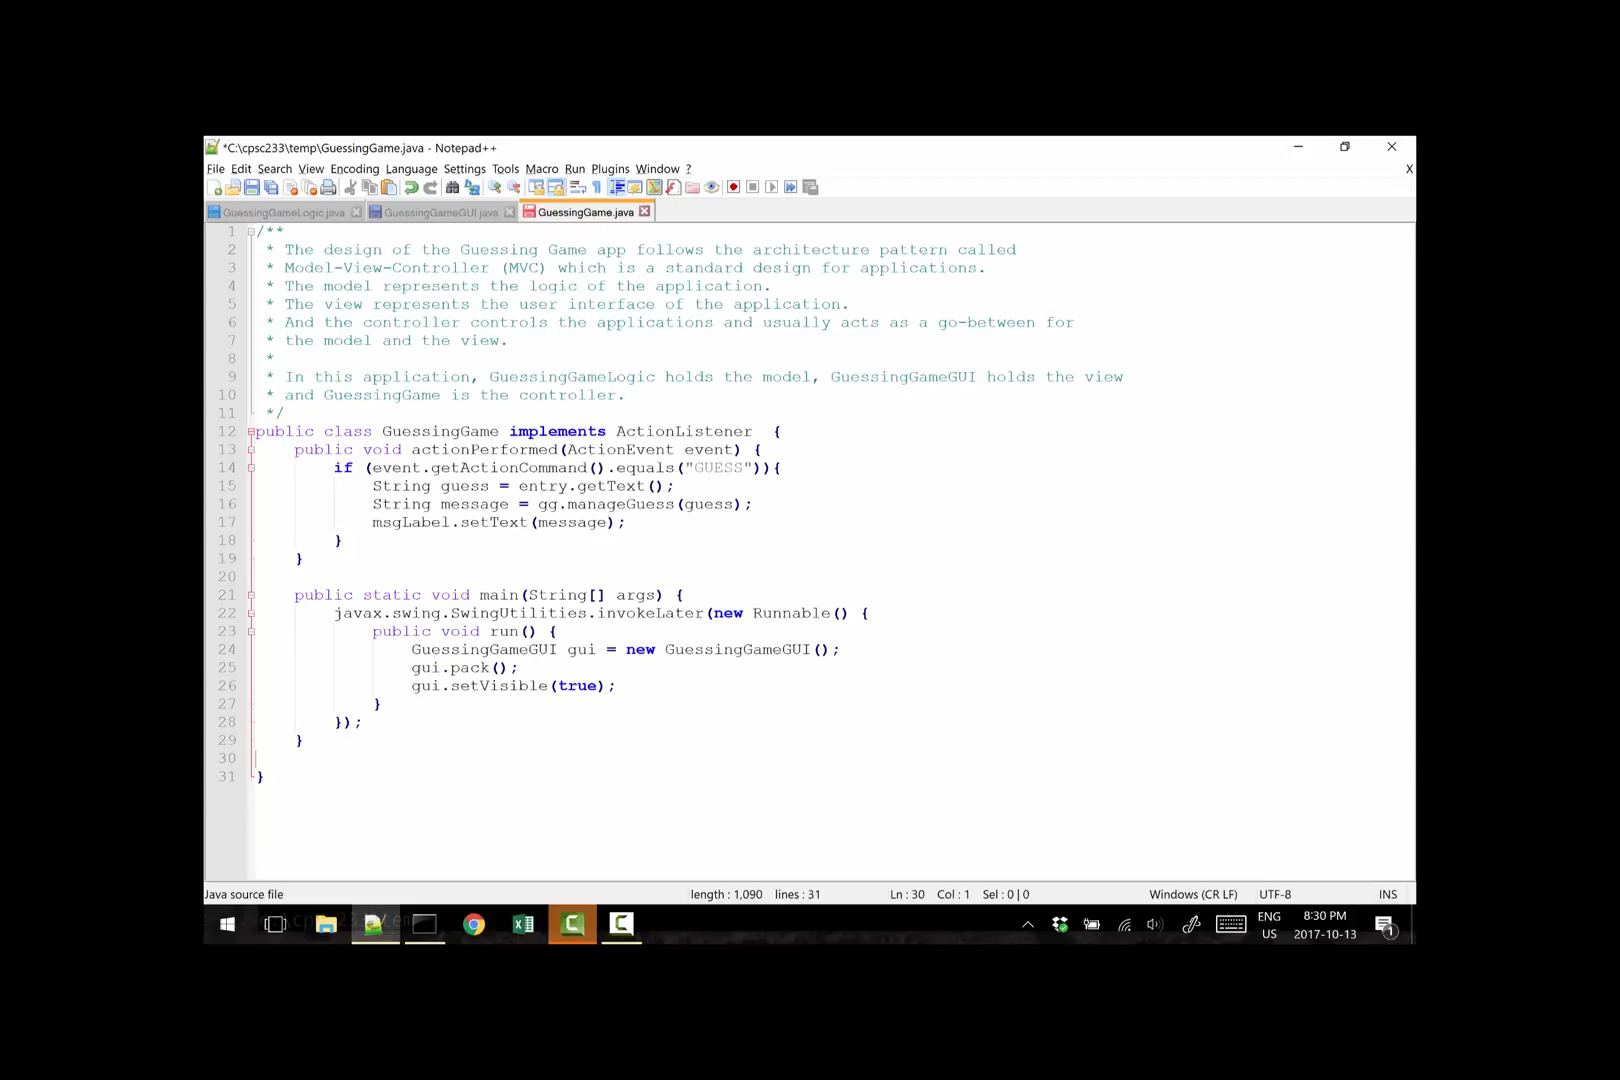 *C:\cpsc233\temp\GuessingGame.java - Notepad++
File Edit Search View Encoding Language Settings Tools Macro Run Plugins Window ? X
GuessingGameLogic.java GuessingGameGUI.java GuessingGame.java
1 /**
2 * The design of the Guessing Game app follows the architecture pattern called
3 * Model-View-Controller (MVC) which is a standard design for applications.
4 * The model represents the logic of the application.
5 * The view represents the user interface of the application.
6 * And the controller controls the applications and usually acts as a go-between for
7 * the model and the view.
8 *
9 * In this application, GuessingGameLogic holds the model, GuessingGameGUI holds the view
10 * and GuessingGame is the controller.
11 */
12 public class GuessingGame implements ActionListener {
13 public void actionPerformed(ActionEvent event) {
14 if (event.getActionCommand().equals("GUESS")){
15 String guess = entry.getText();
16 String message = gg.manageGuess(guess);
17 msgLabel.setText(message);
18 }
19 }
20
21 public static void main(String[] args) {
22 javax.swing.SwingUtilities.invokeLater(new Runnable() {
23 public void run() {
24 GuessingGameGUI gui = new GuessingGameGUI();
25 gui.pack();
26 gui.setVisible(true);
27 }
28 });
29 }
30
31 }
Java source file length : 1,090 lines : 31 Ln : 30 Col : 1 Sel : 0 | 0 Windows (CR LF) UTF-8 INS
ENG 8:30 PM
US 2017-10-13 1